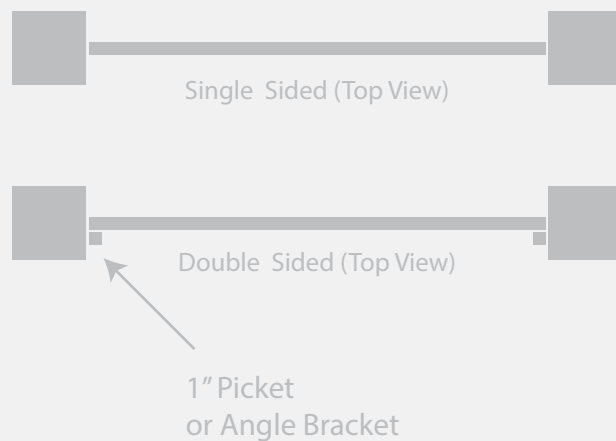 Single Sided (Top View)
Double Sided (Top View)
1” Picket
or Angle Bracket